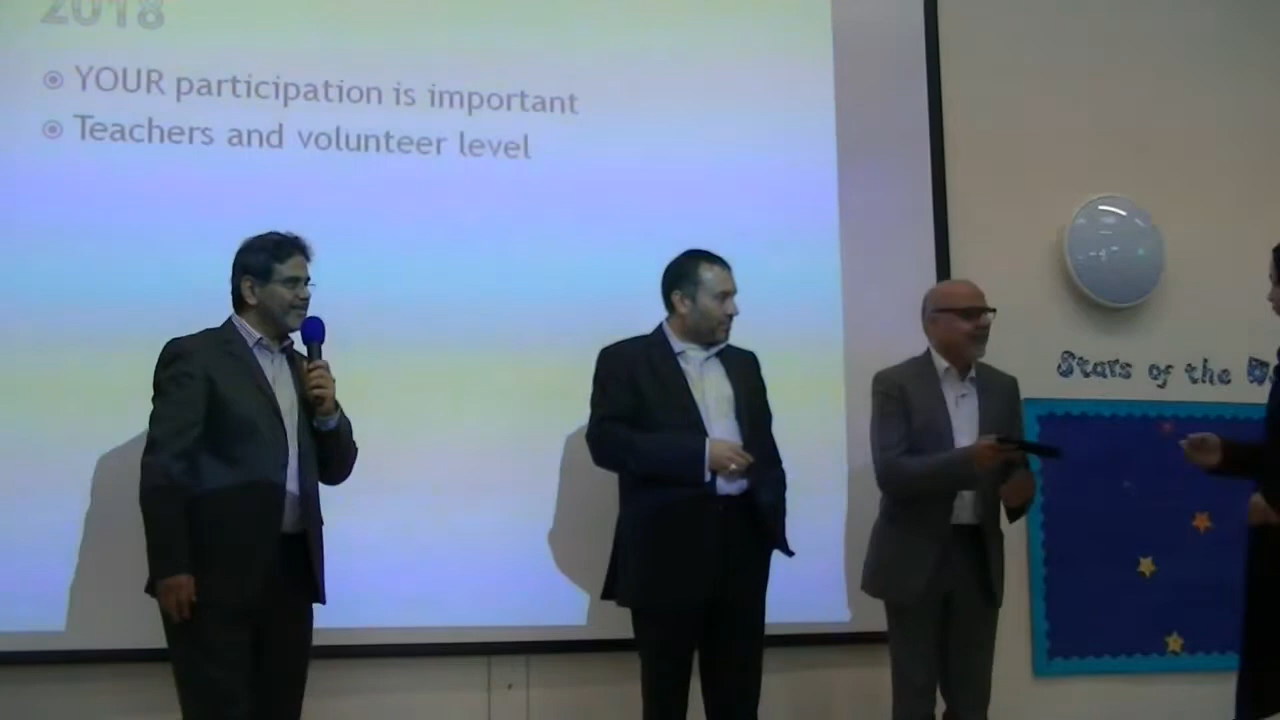 2018
YOUR participation is important
Teachers and volunteer level
Stars of the